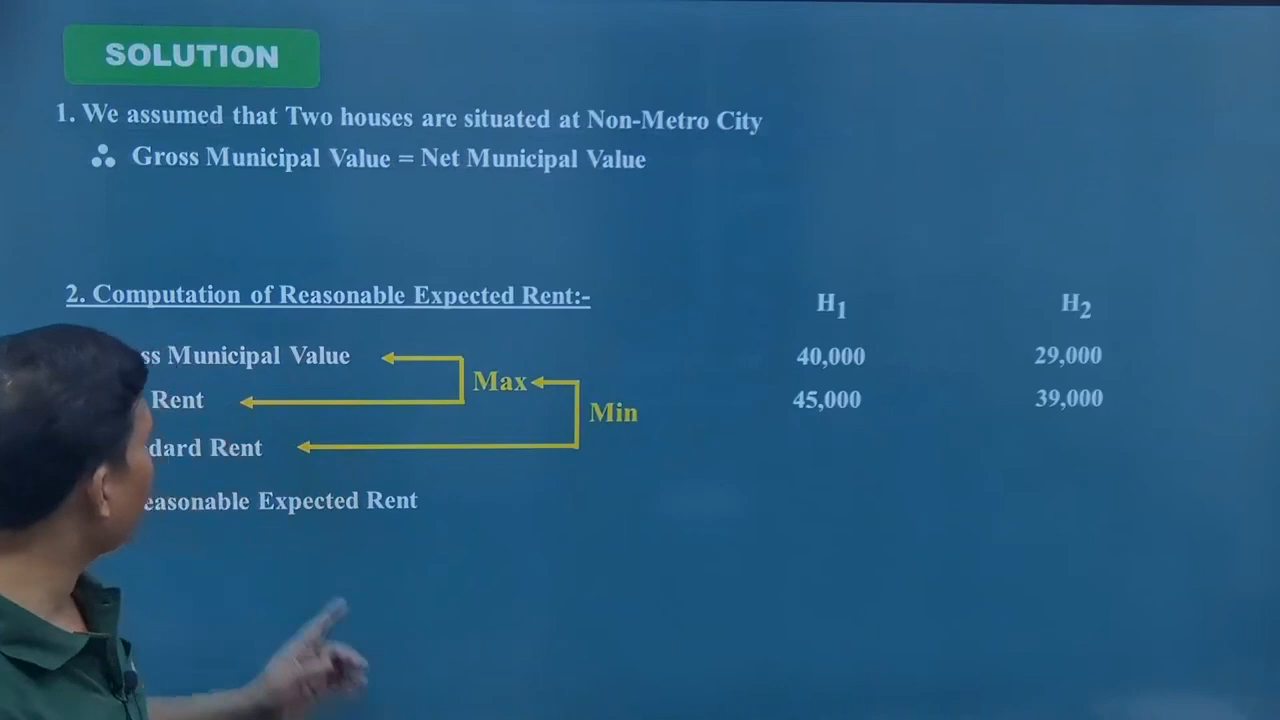 SOLUTION
1. We assumed that Two houses are situated at Non-Metro City
∴ Gross Municipal Value = Net Municipal Value
2. Computation of Reasonable Expected Rent:- H1 H2
ss Municipal Value 40,000 29,000
Rent 45,000 39,000
Max
Min
dard Rent
easonable Expected Rent